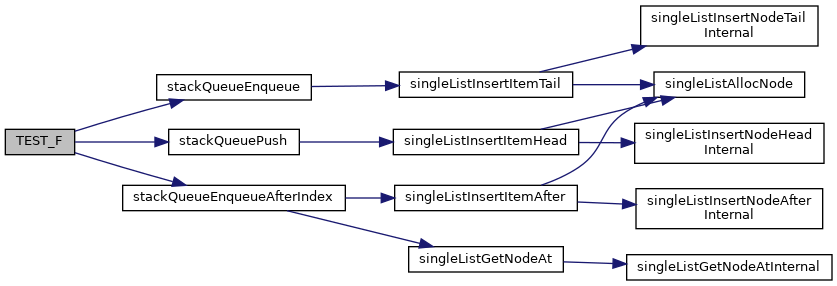 singleListInsertNodeTail
Internal
stackQueueEnqueue
singleListInsertItemTail
singleListAllocNode
TEST_F
stackQueuePush
singleListInsertItemHead
singleListInsertNodeHead
Internal
stackQueueEnqueueAfterIndex
singleListInsertItemAfter
singleListInsertNodeAfter
Internal
singleListGetNodeAt
singleListGetNodeAtInternal